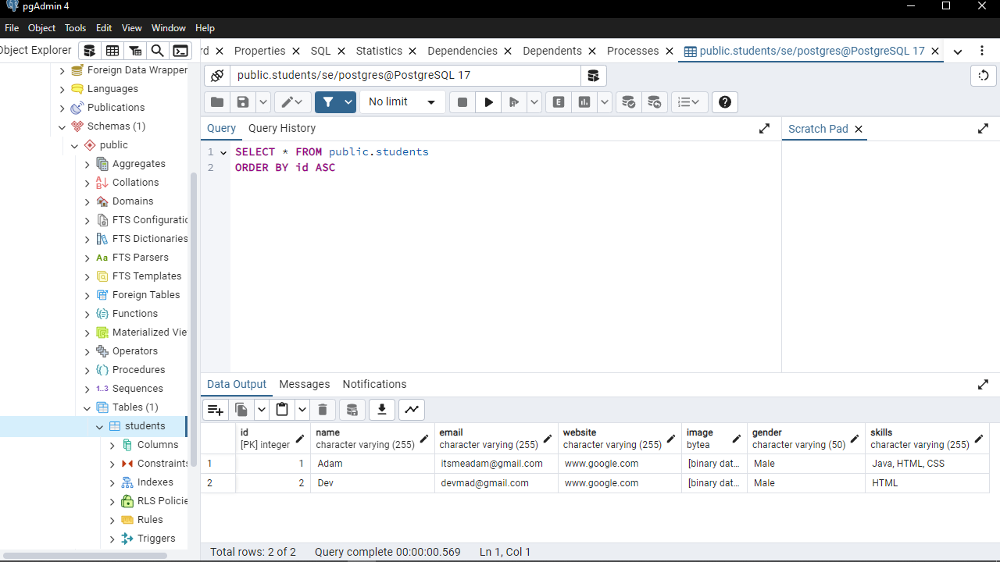 pgAdmin 4
File Object Tools Edit View Window Help
Object Explorer
rd Properties SQL Statistics Dependencies Dependents Processes public.students/se/postgres@PostgreSQL 17
Foreign Data Wrapper
Languages
Publications
Schemas (1)
public
Aggregates
Collations
Domains
FTS Configuratio
FTS Dictionaries
Aa FTS Parsers
FTS Templates
Foreign Tables
Functions
Materialized Vie
Operators
Procedures
1..3 Sequences
Tables (1)
students
Columns
Constraints
Indexes
RLS Policie
Rules
Triggers
public.students/se/postgres@PostgreSQL 17
No limit
E
Query Query History
Scratch Pad
1 SELECT * FROM public.students
2 ORDER BY id ASC
Data Output Messages Notifications
id name email website image gender skills
[PK] integer character varying (255) character varying (255) character varying (255) bytea character varying (50) character varying (255)
1 1 Adam itsmeadam@gmail.com www.google.com [binary dat... Male Java, HTML, CSS
2 2 Dev devmad@gmail.com www.google.com [binary dat... Male HTML
Total rows: 2 of 2 Query complete 00:00:00.569 Ln 1, Col 1